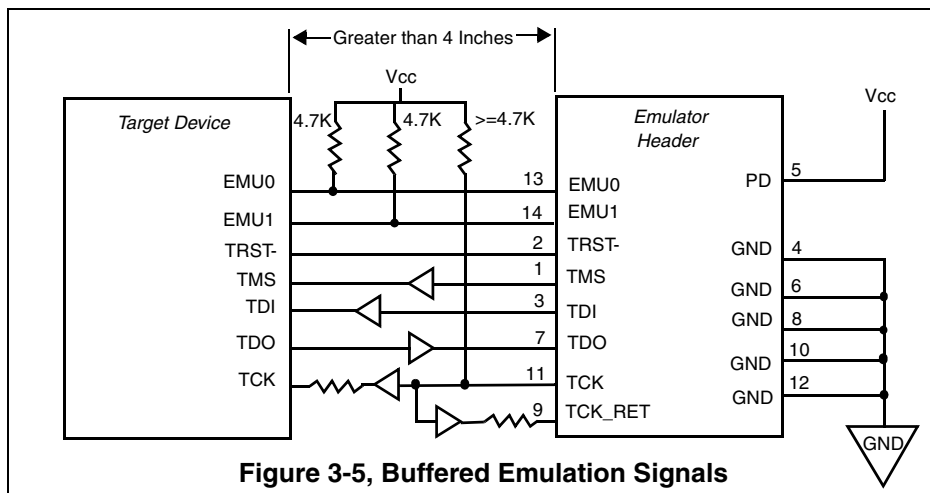 Greater than 4 Inches
Vcc
Target Device
4.7K
4.7K
>=4.7K
Emulator
Header
Vcc
EMU0
13
EMU0
PD
5
EMU1
14
EMU1
TRST-
2
TRST-
GND
4
TMS
1
TMS
GND
6
TDI
3
TDI
GND
8
TDO
7
TDO
GND
10
TCK
11
TCK
GND
12
9
TCK_RET
GND
Figure 3-5, Buffered Emulation Signals